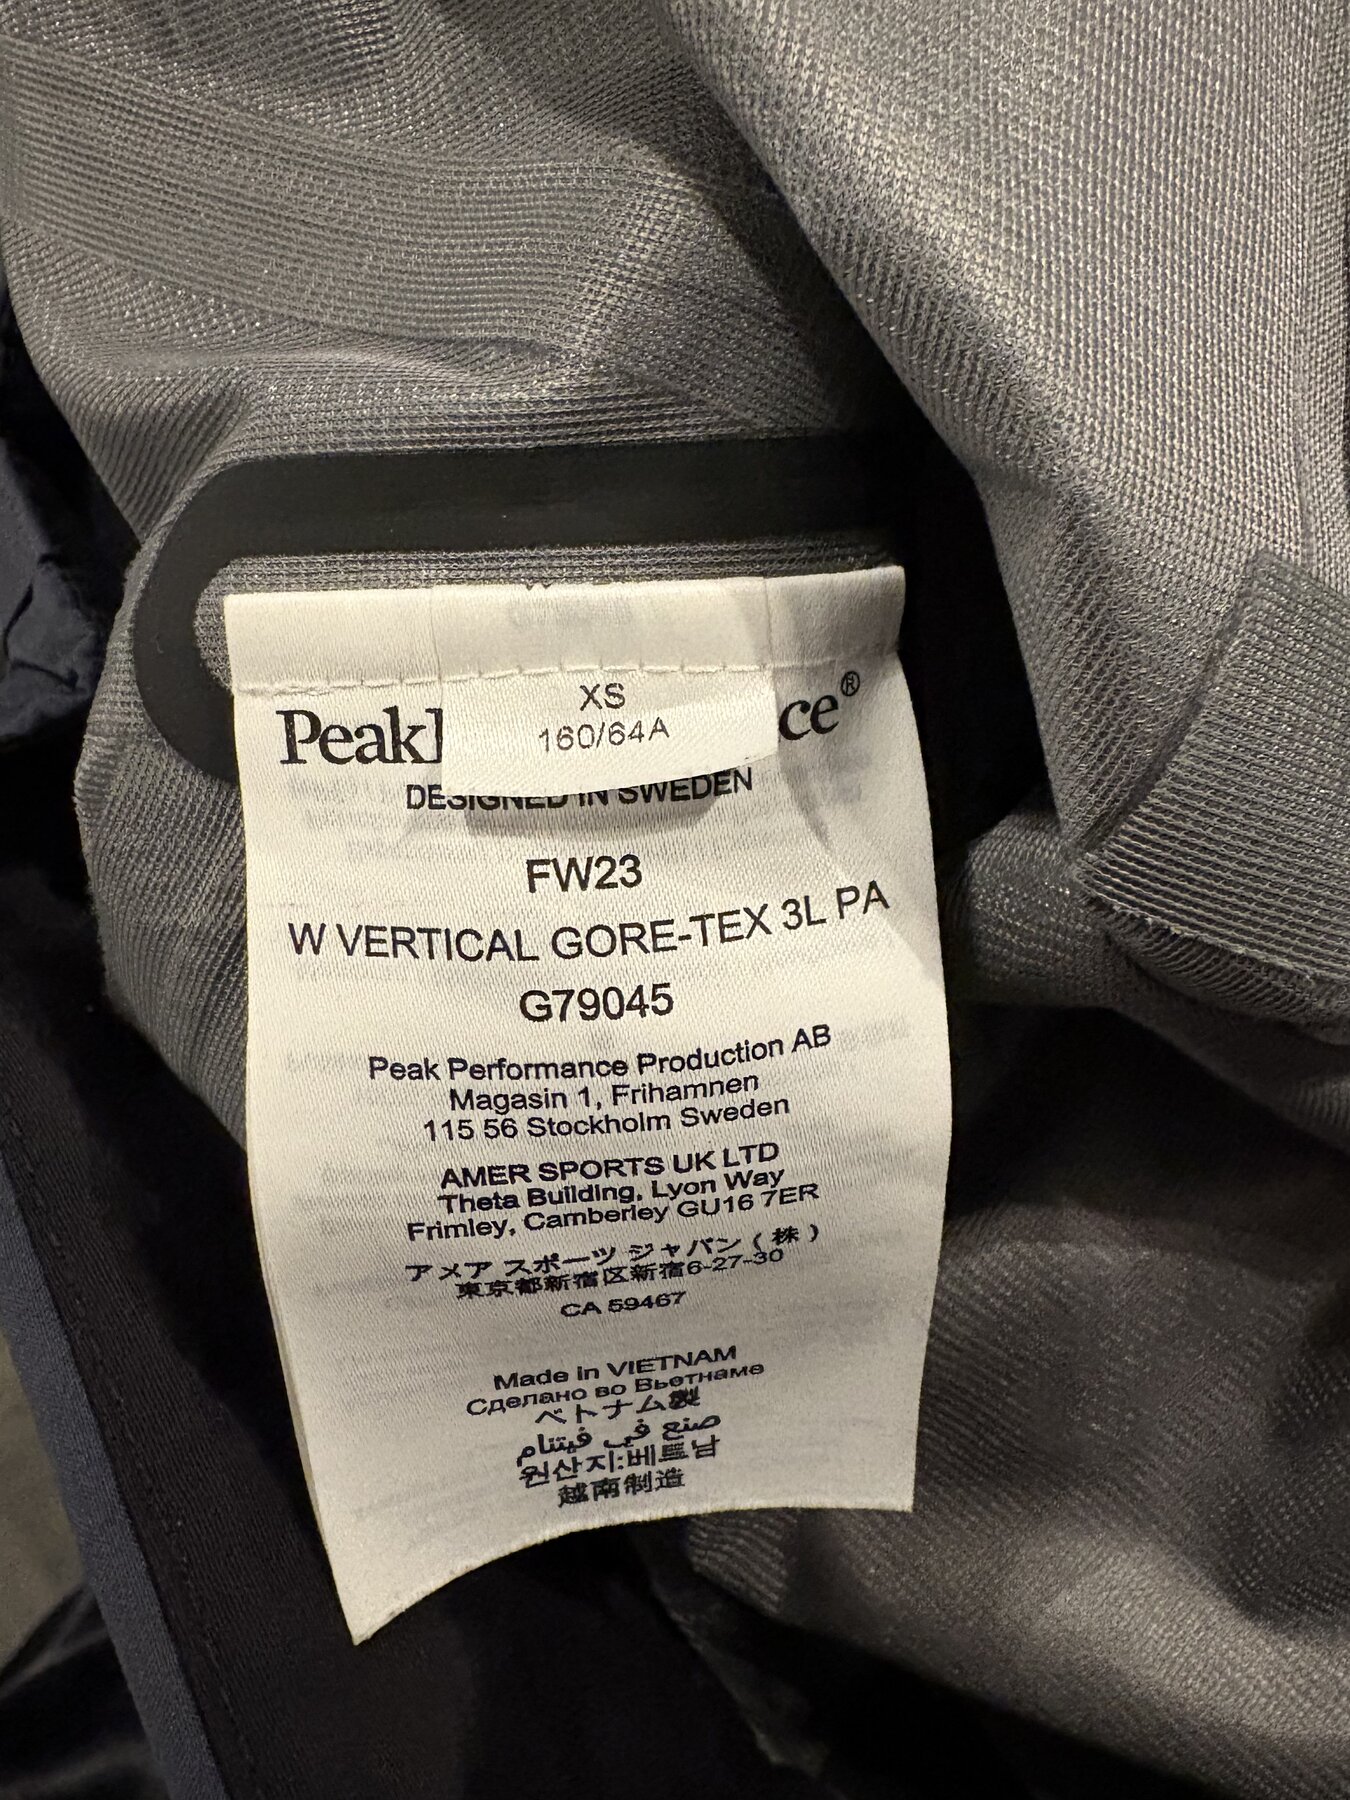 XS
160/64A
Peak ce®
DESIGNED IN SWEDEN
FW23
W VERTICAL GORE-TEX 3L PA
G79045
Peak Performance Production AB
Magasin 1, Frihamnen
115 56 Stockholm Sweden
AMER SPORTS UK LTD
Theta Building, Lyon Way
Frimley, Camberley GU16 7ER
アメア スポーツ ジャパン ( 株 )
東京都新宿区新宿6-27-30
CA 59467
Made in VIETNAM
Сделано во Вьетнаме
ベトナム製
صنع في فيتنام
원산지:베트남
越南制造